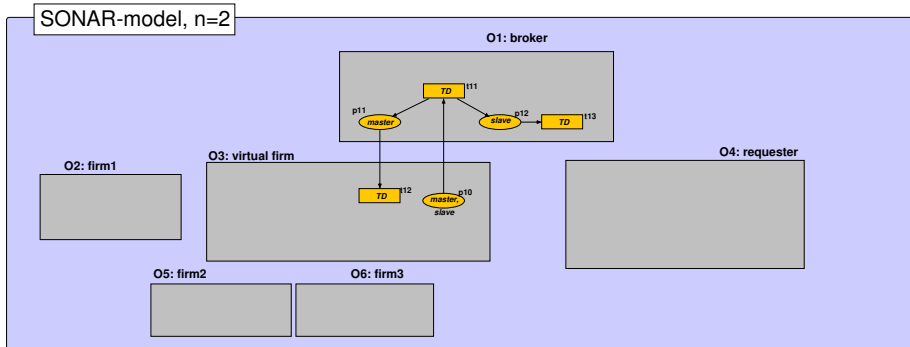 SONAR-model, n=2
O1: broker
TD
t11
p11
master
slave
p12
TD
t13
O2: firm1
O3: virtual firm
O4: requester
TD
t12
master,
slave
p10
O5: firm2
O6: firm3